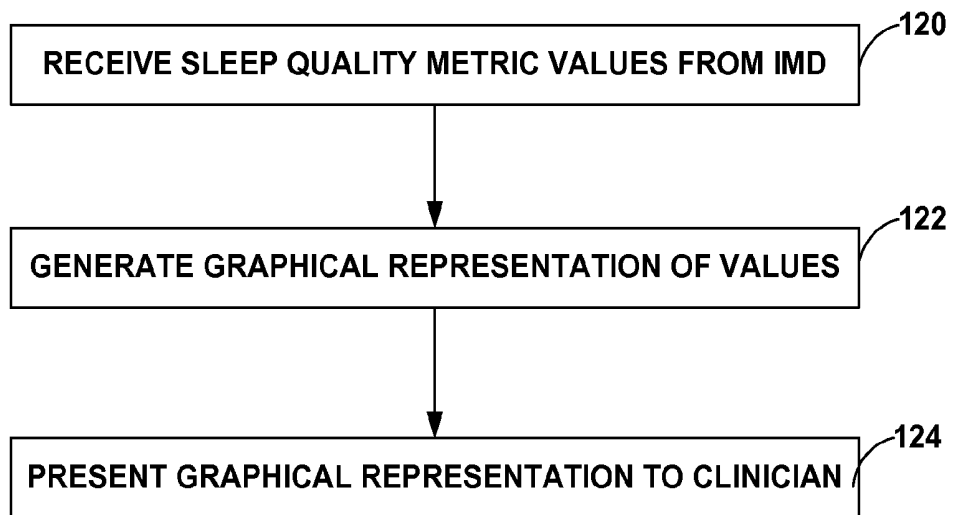 120
RECEIVE SLEEP QUALITY METRIC VALUES FROM IMD
122
GENERATE GRAPHICAL REPRESENTATION OF VALUES
124
PRESENT GRAPHICAL REPRESENTATION TO CLINICIAN